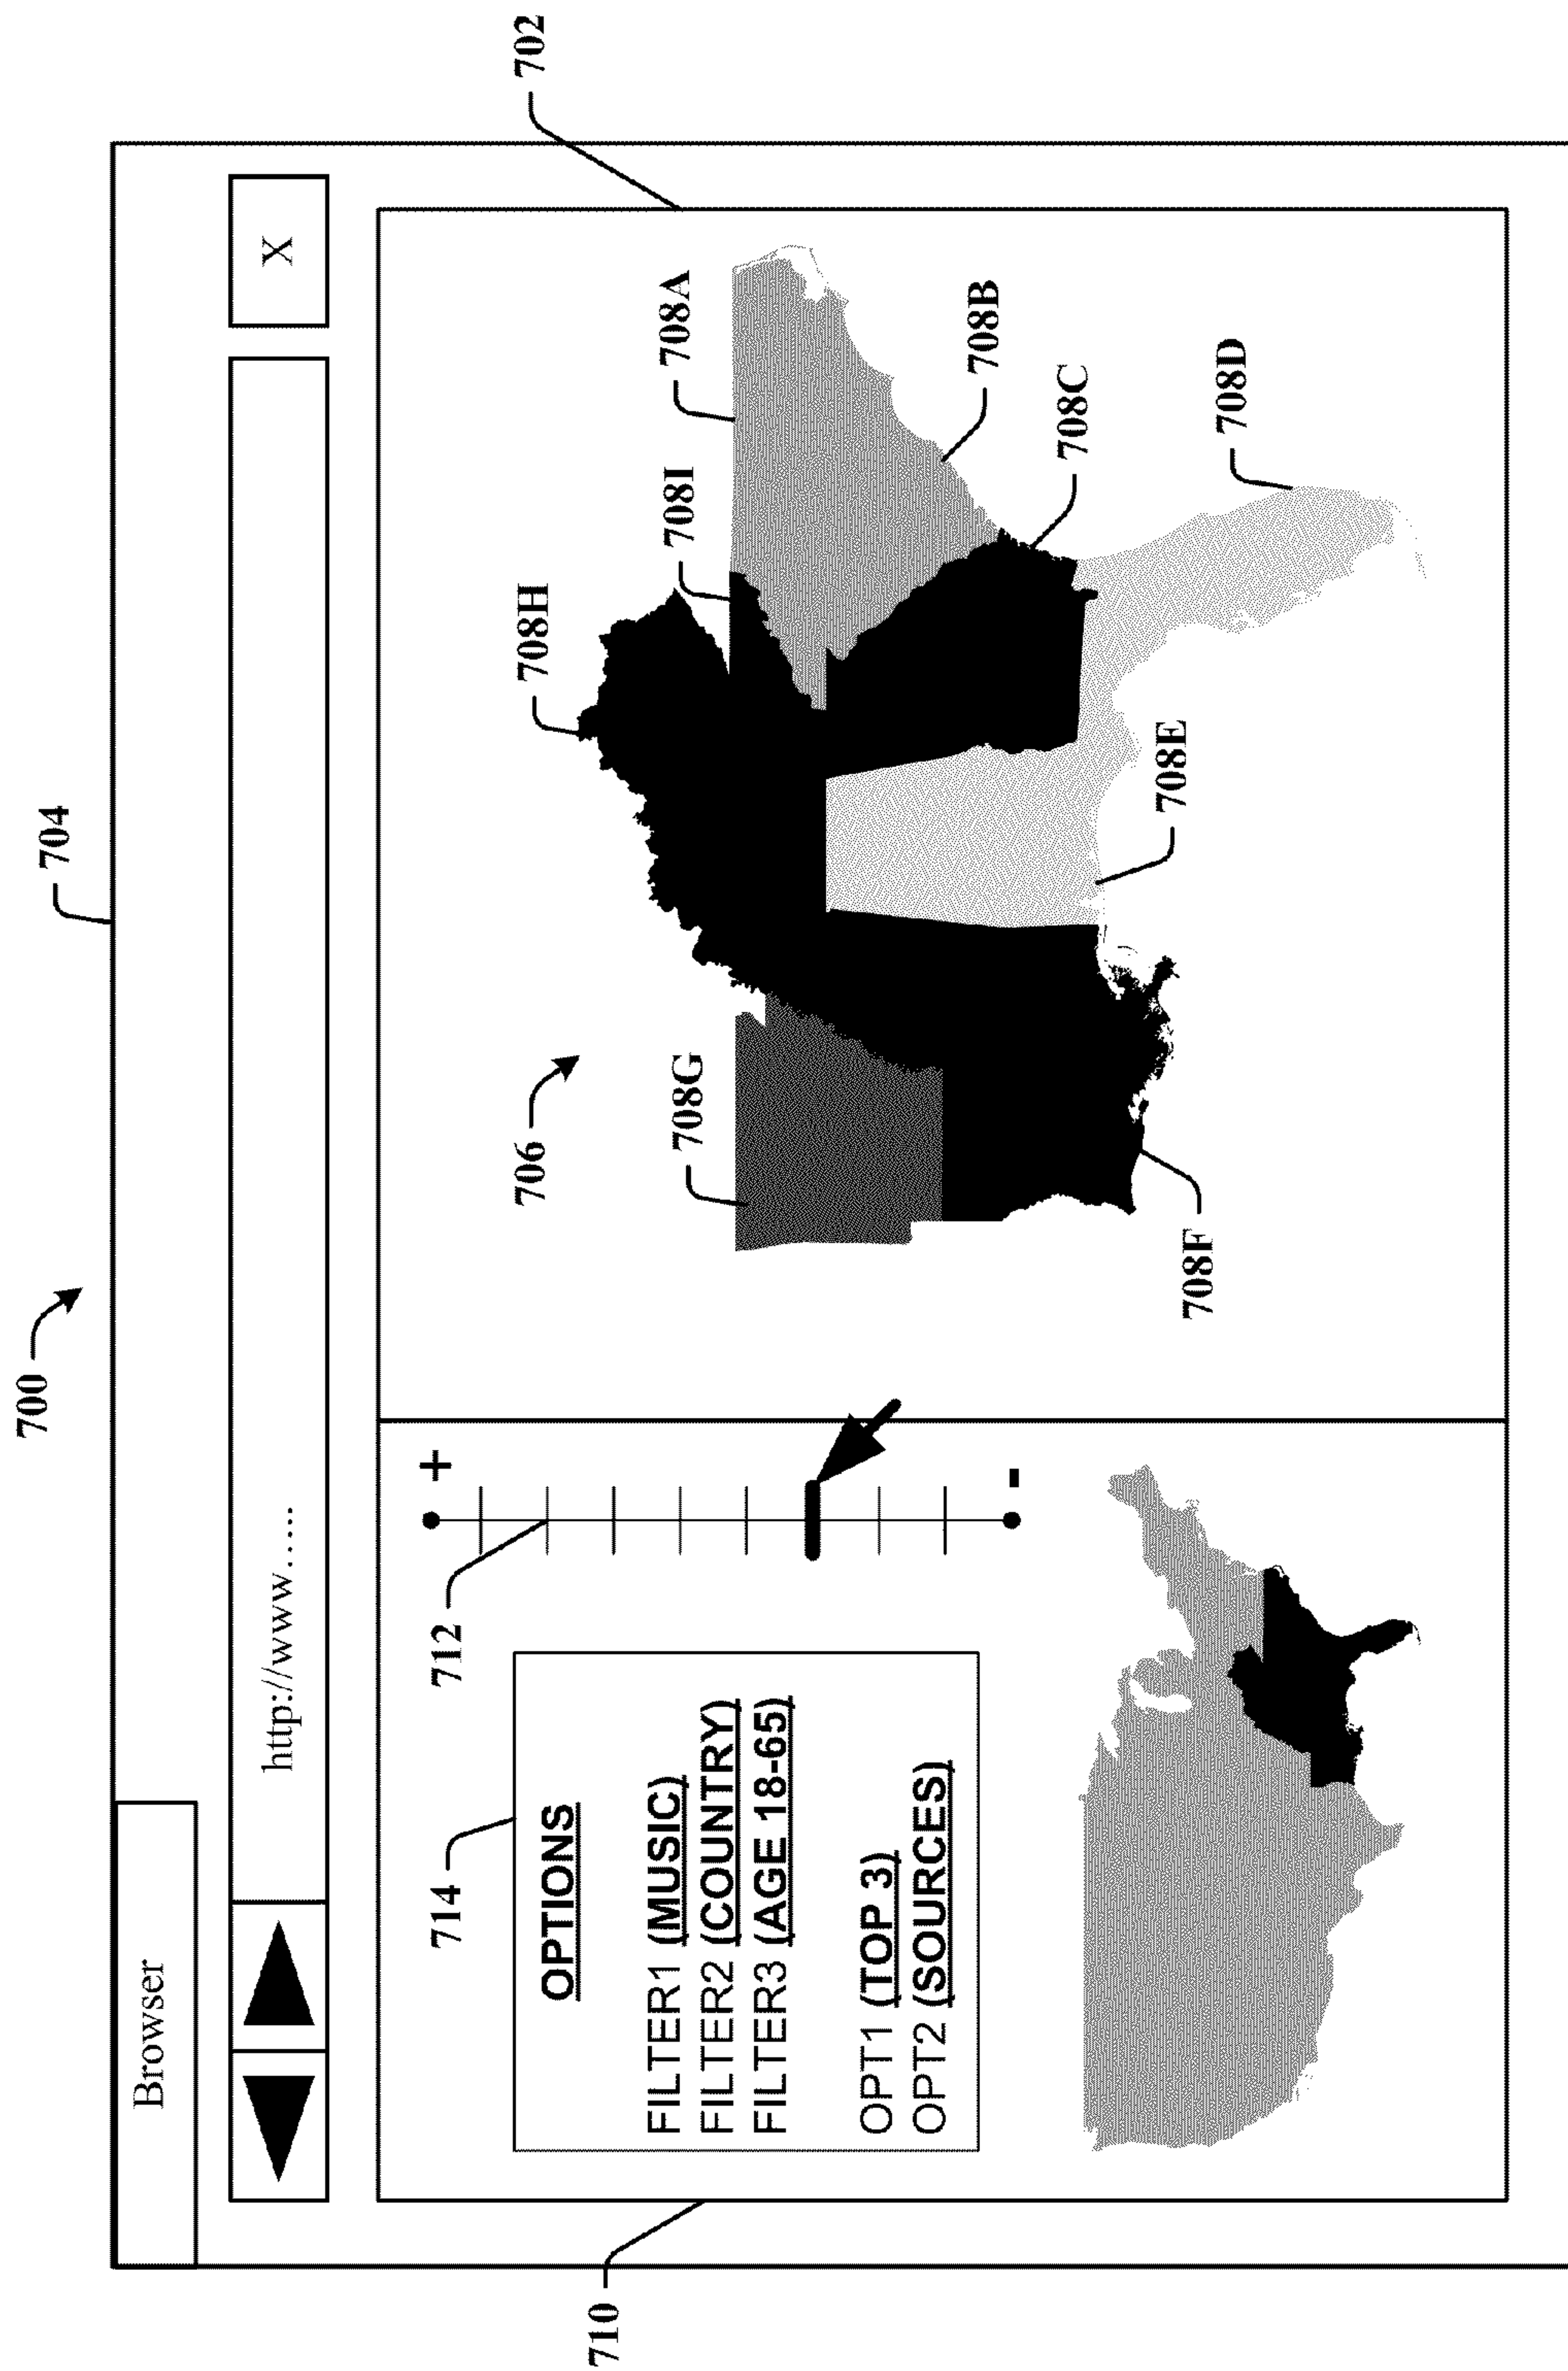 700
704
Browser
http://www.....
X
702
710
714
OPTIONS
FILTER1 (MUSIC)
FILTER2 (COUNTRY)
FILTER3 (AGE 18-65)
OPT1 (TOP 3)
OPT2 (SOURCES)
712
+
-
706
708H
708I
708A
708G
708B
708C
708E
708D
708F